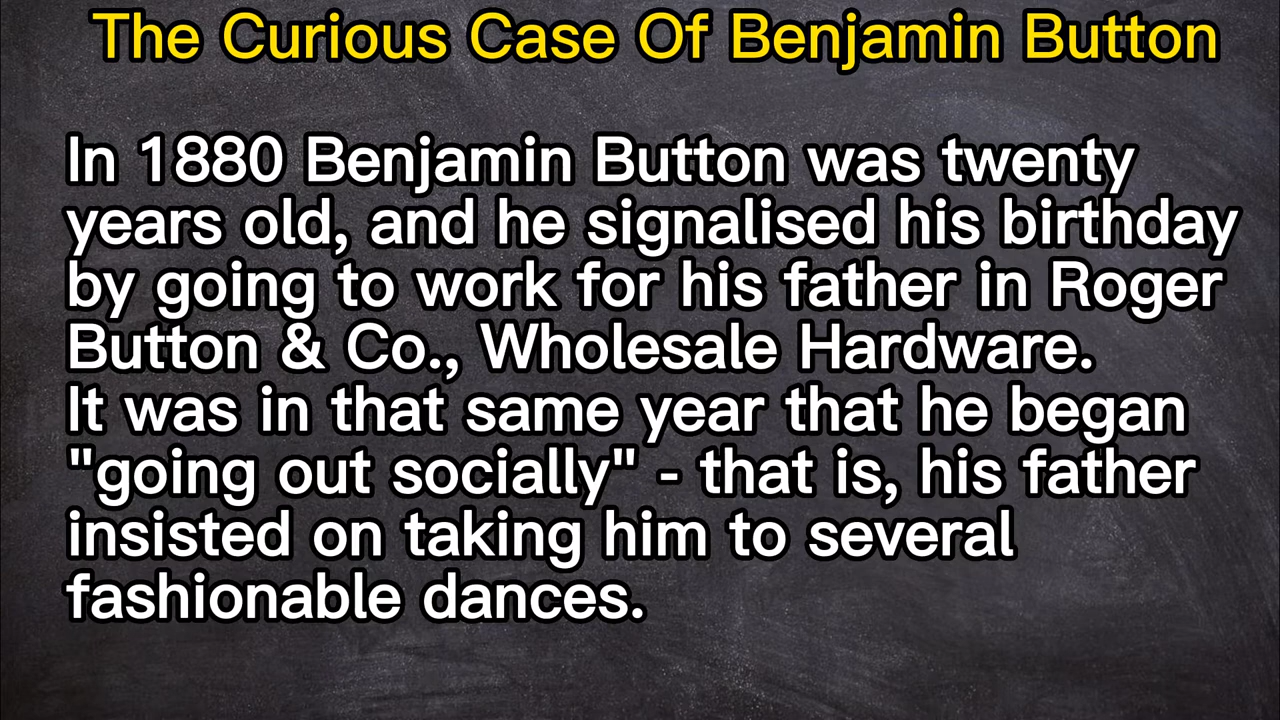 The Curious Case Of Benjamin Button
In 1880 Benjamin Button was twenty
years old, and he signalised his birthday
by going to work for his father in Roger
Button & Co., Wholesale Hardware.
It was in that same year that he began
"going out socially" - that is, his father
insisted on taking him to several
fashionable dances.